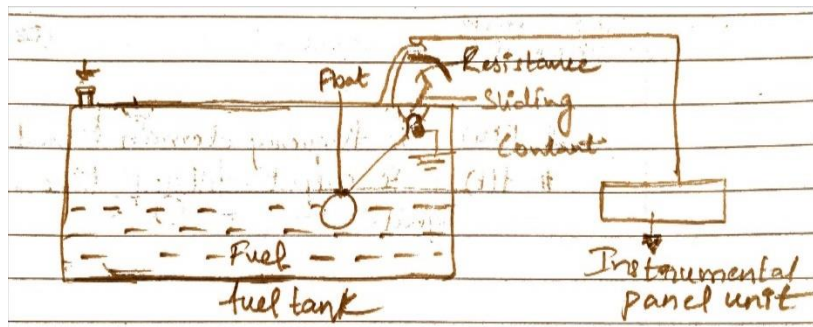 Float
Resistance
Sliding
Contact
Fuel
fuel tank
Instrumental
panel unit